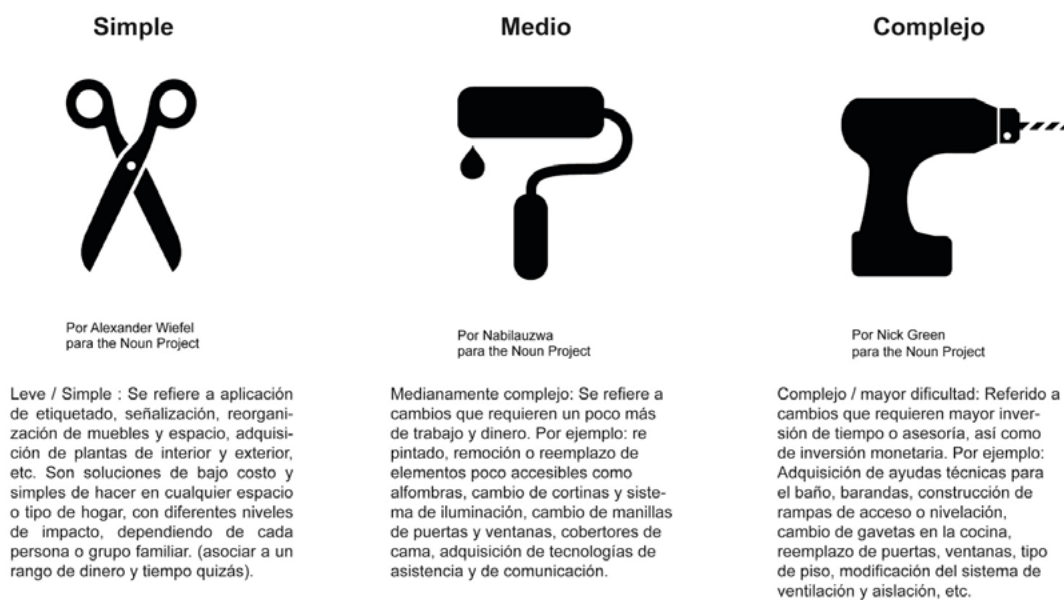 Simple
Medio
Complejo
Por Alexander Wiefel
para the Noun Project
Por Nabilauzwa
para the Noun Project
Por Nick Green
para the Noun Project
Leve / Simple : Se refiere a aplicación
de etiquetado, señalización, reorgani-
zación de muebles y espacio, adquisi-
ción de plantas de interior y exterior,
etc. Son soluciones de bajo costo y
simples de hacer en cualquier espacio
o tipo de hogar, con diferentes niveles
de impacto, dependiendo de cada
persona o grupo familiar. (asociar a un
rango de dinero y tiempo quizás).
Medianamente complejo: Se refiere a
cambios que requieren un poco más
de trabajo y dinero. Por ejemplo: re
pintado, remoción o reemplazo de
elementos poco accesibles como
alfombras, cambio de cortinas y siste-
ma de iluminación, cambio de manillas
de puertas y ventanas, cobertores de
cama, adquisición de tecnologías de
asistencia y de comunicación.
Complejo / mayor dificultad: Referido a
cambios que requieren mayor inver-
sión de tiempo o asesoría, así como
de inversión monetaria. Por ejemplo:
Adquisición de ayudas técnicas para
el baño, barandas, construcción de
rampas de acceso o nivelación,
cambio de gavetas en la cocina,
reemplazo de puertas, ventanas, tipo
de piso, modificación del sistema de
ventilación y aislación, etc.